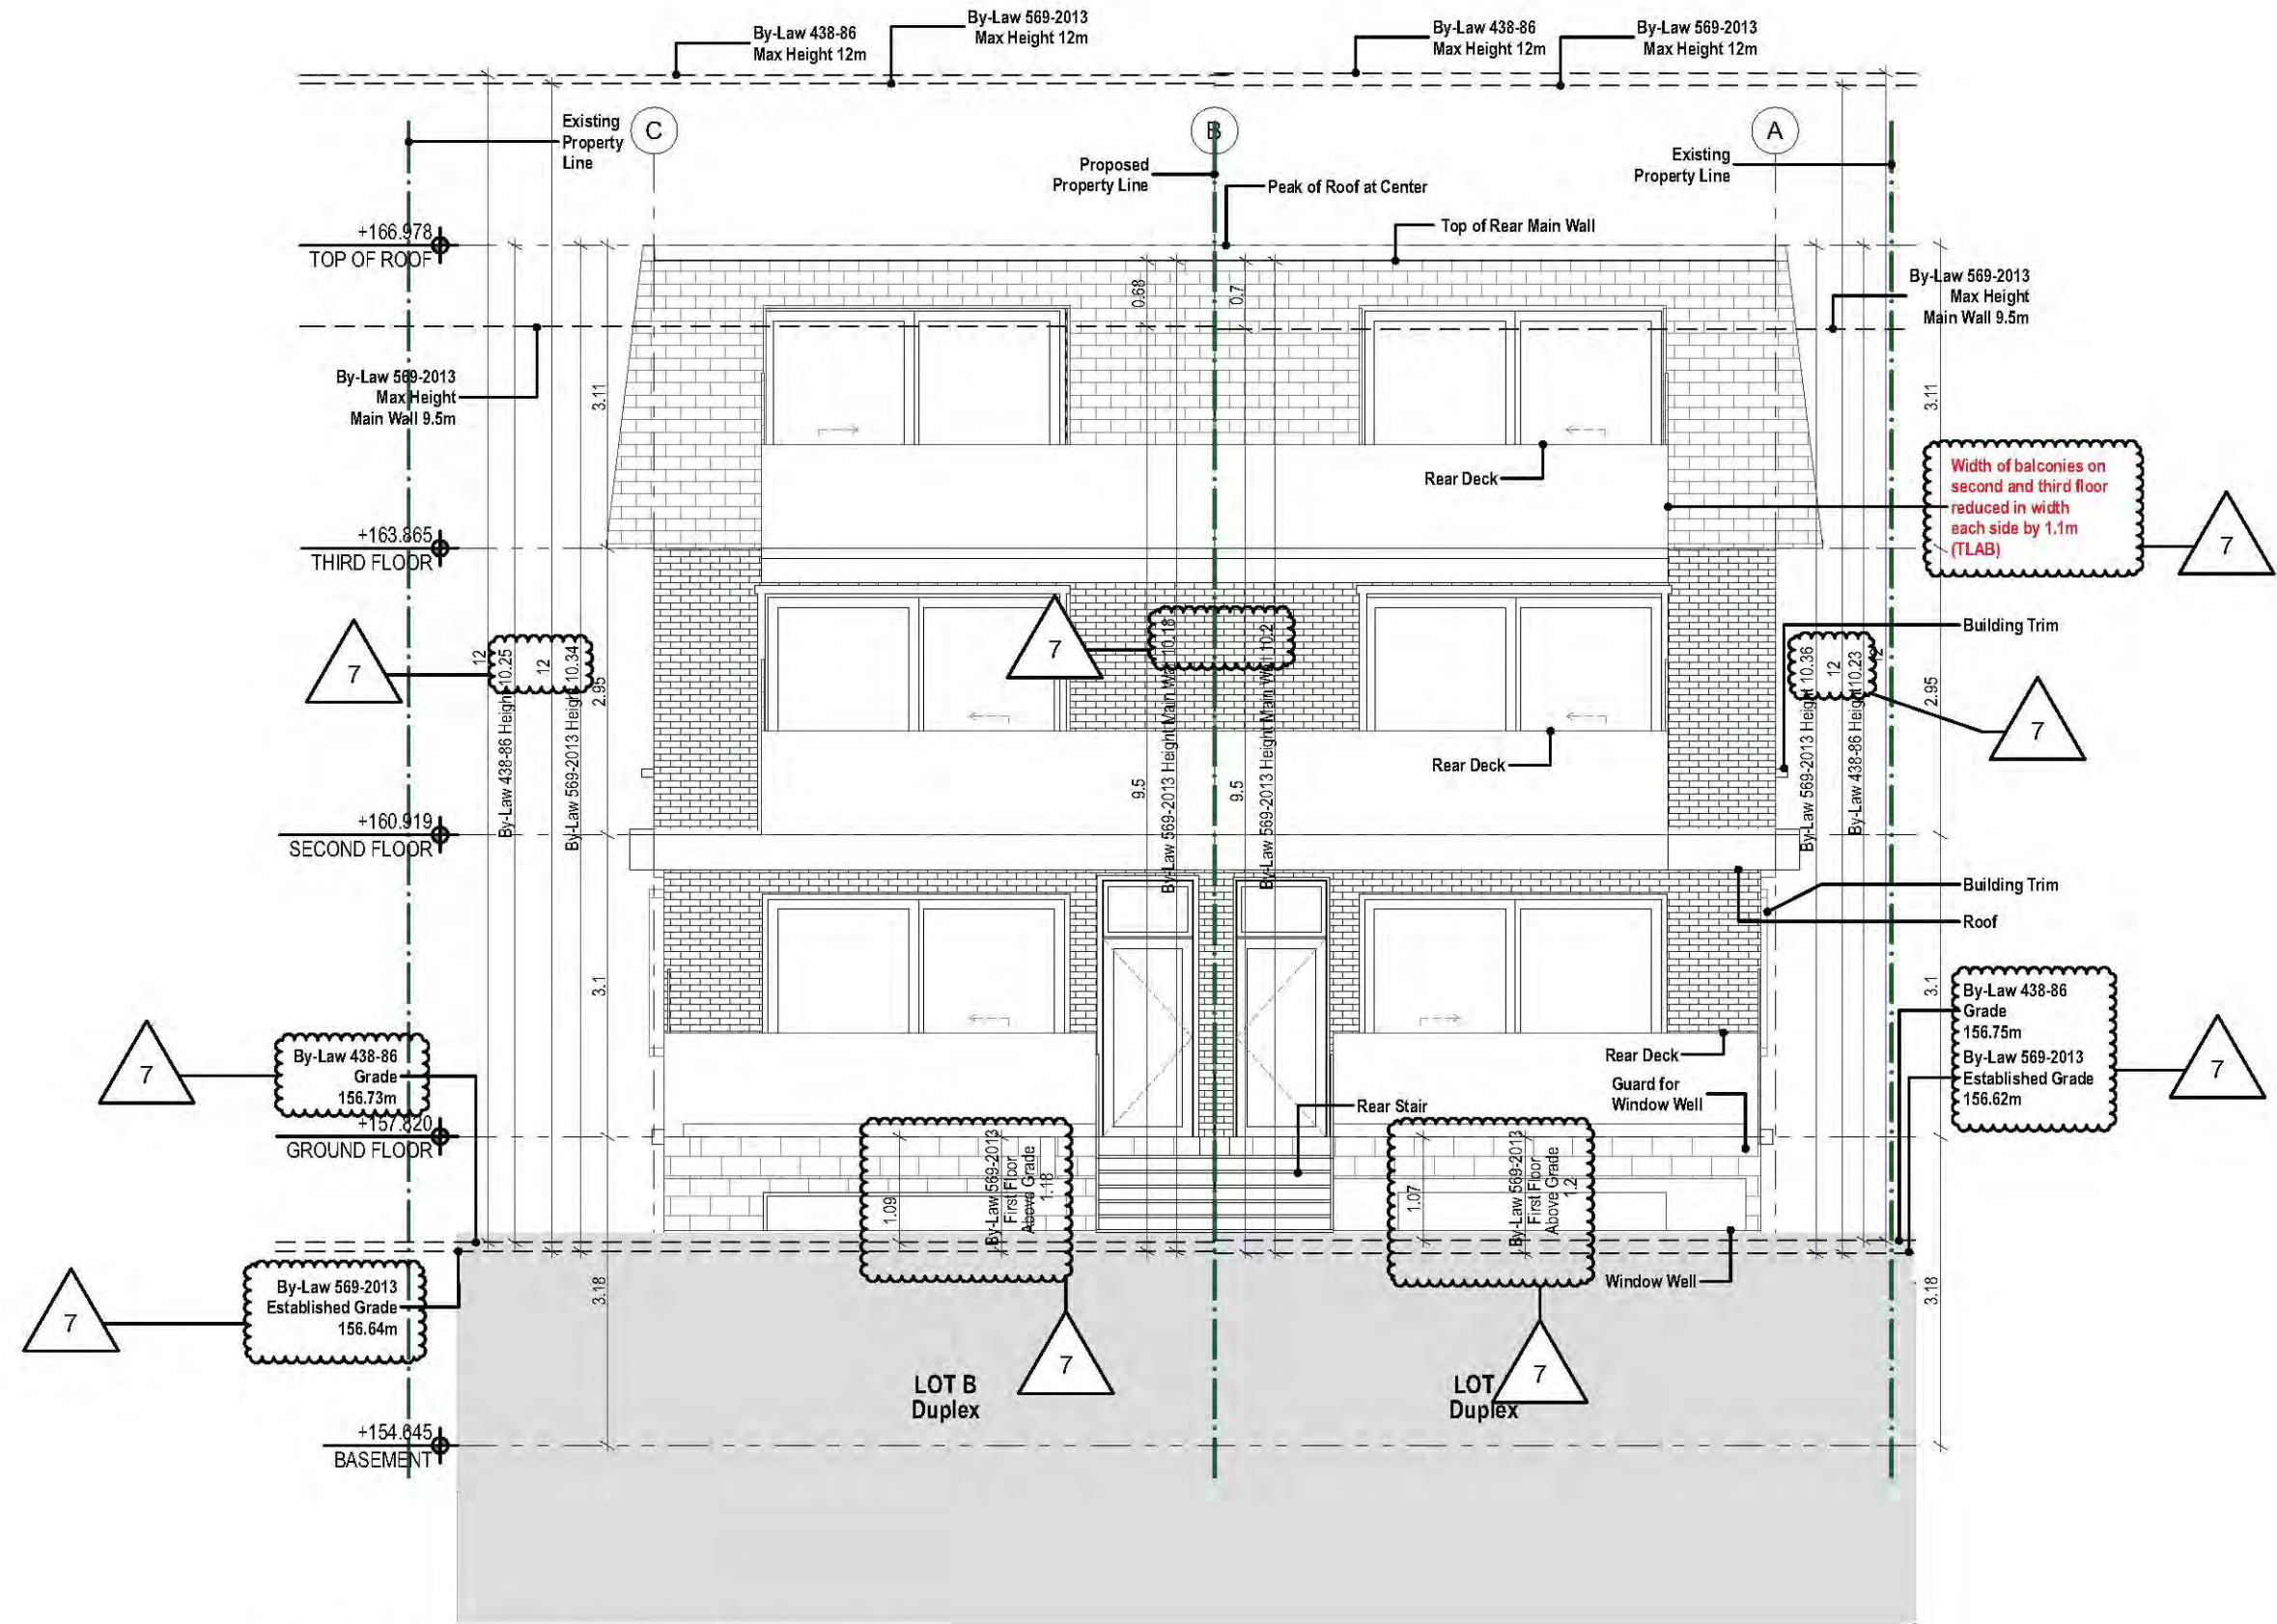 By-Law 438-86
Max Height 12m
By-Law 569-2013
Max Height 12m
By-Law 438-86
Max Height 12m
By-Law 569-2013
Max Height 12m
Existing
Property
Line
C
B
A
Proposed
Property Line
Existing
Property Line
Peak of Roof at Center
Top of Rear Main Wall
+166.978
TOP OF ROOF
By-Law 569-2013
Max Height
Main Wall 9.5m
0.68
0.7
By-Law 569-2013
Max Height
Main Wall 9.5m
3.11
3.11
Rear Deck
Width of balconies on
second and third floor
reduced in width
each side by 1.1m
(TLAB)
7
+163.865
THIRD FLOOR
7
12
By-Law 438-86 Height 10.25
12
By-Law 569-2013 Height 10.34
2.95
7
By-Law 569-2013 Height Main Wall 10.18
By-Law 569-2013 Height Main Wall 10.2
9.5
9.5
Building Trim
By-Law 569-2013 Height 10.36
12
By-Law 438-86 Height 10.23
12
2.95
7
Rear Deck
+160.919
SECOND FLOOR
Building Trim
Roof
3.1
3.1
By-Law 438-86
Grade
156.75m
By-Law 569-2013
Established Grade
156.62m
7
7
By-Law 438-86
Grade
156.73m
Rear Deck
Guard for
Window Well
Rear Stair
+157.820
GROUND FLOOR
1.09
By-Law 569-2013
First Floor
Above Grade
1.18
1.07
By-Law 569-2013
First Floor
Above Grade
1.2
Window Well
7
By-Law 569-2013
Established Grade
156.64m
3.18
3.18
7
7
LOT B
Duplex
LOT
Duplex
+154.645
BASEMENT